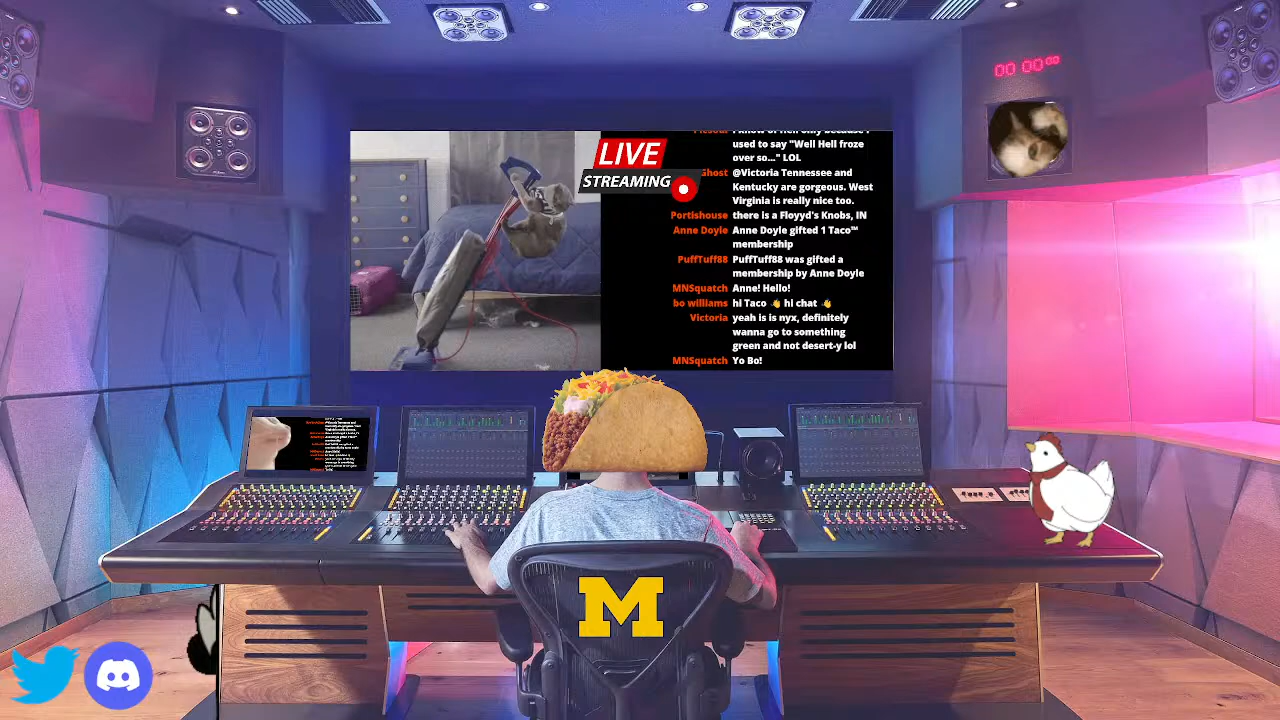 00 00 00
LIVE
STREAMING
used to say "Well Hell froze
over so..." LOL
Ghost @Victoria Tennessee and
Kentucky are gorgeous. West
Virginia is really nice too.
Portishouse there is a Floyyd's Knobs, IN
Anne Doyle Anne Doyle gifted 1 Taco™
membership
PuffTuff88 PuffTuff88 was gifted a
membership by Anne Doyle
MNSquatch Anne! Hello!
bo williams hi Taco 👋 hi chat 👋
Victoria yeah is is nyx, definitely
wanna go to something
green and not desert-y lol
MNSquatch Yo Bo!
M